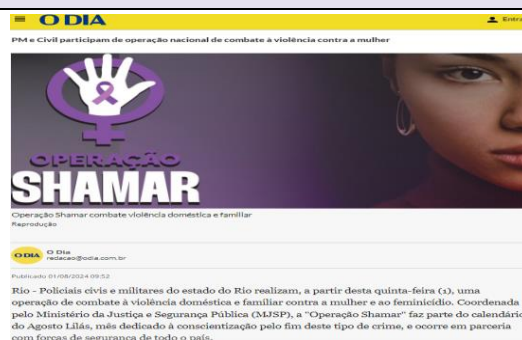 O DIA
Entra
PM e Civil participam de operação nacional de combate à violência contra a mulher
OPERAÇÃO
SHAMAR
Operação Shamar combate violência doméstica e familiar
Reprodução
O DIA
O Dia
redacao@odia.com.br
Publicado 01/08/2024 09:52
Rio - Policiais civis e militares do estado do Rio realizam, a partir desta quinta-feira (1), uma
operação de combate à violência doméstica e familiar contra a mulher e ao feminicídio. Coordenada
pelo Ministério da Justiça e Segurança Pública (MJSP), a "Operação Shamar" faz parte do calendário
do Agosto Lilás, mês dedicado à conscientização pelo fim deste tipo de crime, e ocorre em parceria
com forças de segurança de todo o país.